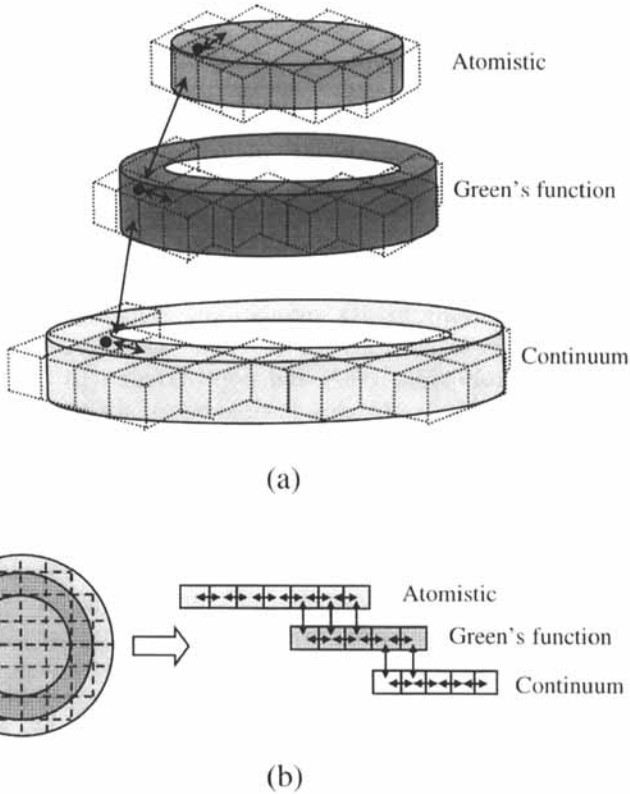 Atomistic
Green's function
Continuum
(a)
Atomistic
Green's function
Continuum
(b)